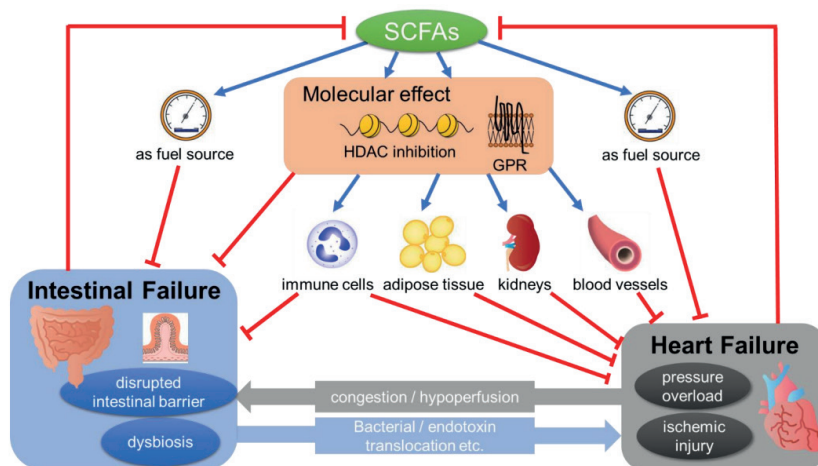 SCFAs
Molecular effect
HDAC inhibition
GPR
as fuel source
as fuel source
immune cells
adipose tissue
kidneys
blood vessels
Intestinal Failure
disrupted
intestinal barrier
dysbiosis
congestion / hypoperfusion
Bacterial / endotoxin
translocation etc.
Heart Failure
pressure
overload
ischemic
injury